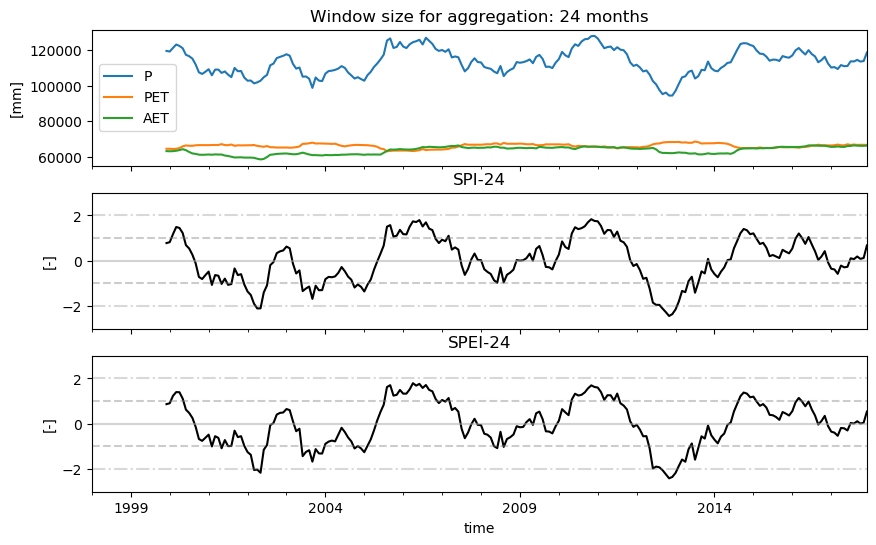 Window size for aggregation: 24 months
120000
100000
80000
60000
[mm]
P
PET
AET
SPI-24
2
0
−2
[-]
SPEI-24
2
0
−2
[-]
1999
2004
2009
2014
time